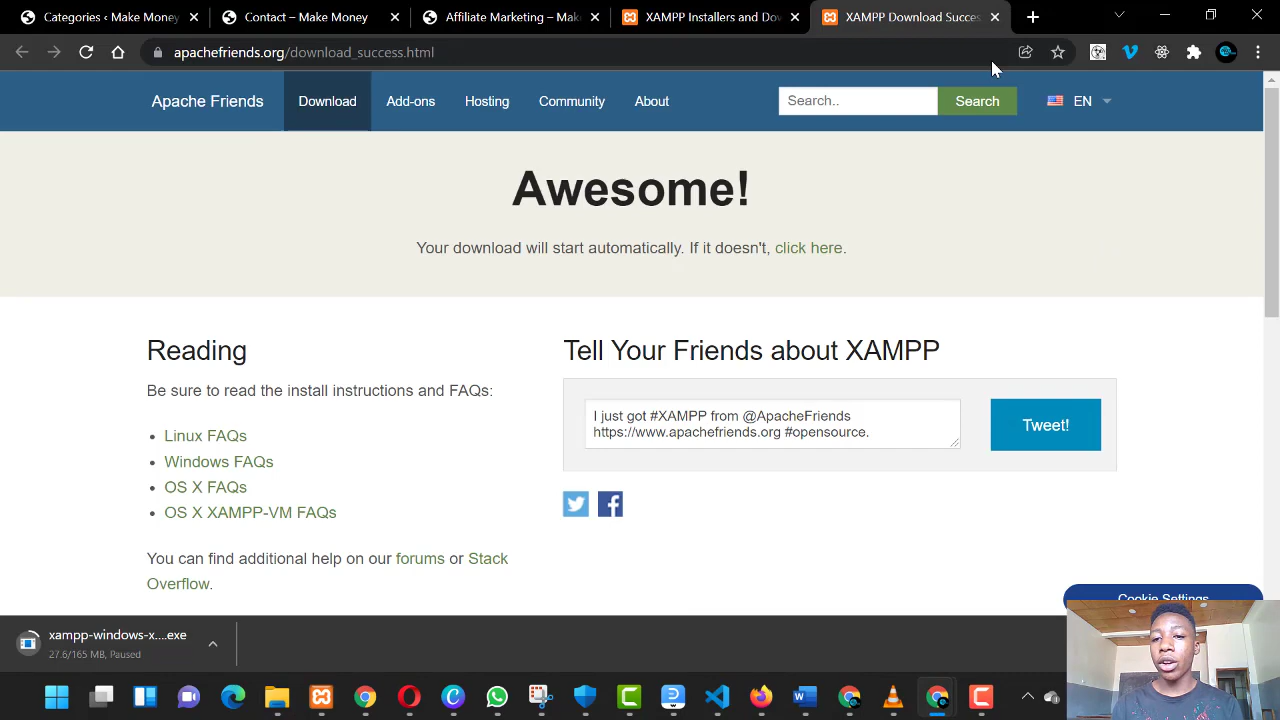 Categories ‹ Make Money
Contact – Make Money
Affiliate Marketing – Mak
XAMPP Installers and Dow
XAMPP Download Succes
apachefriends.org/download_success.html
Apache Friends
Download
Add-ons
Hosting
Community
About
Search..
Search
EN
Awesome!
Your download will start automatically. If it doesn't, click here.
Reading
Be sure to read the install instructions and FAQs:
Linux FAQs
Windows FAQs
OS X FAQs
OS X XAMPP-VM FAQs
You can find additional help on our forums or Stack
Overflow.
Tell Your Friends about XAMPP
I just got #XAMPP from @ApacheFriends
https://www.apachefriends.org #opensource.
Tweet!
Cookie Settings
xampp-windows-x....exe
27.6/165 MB, Paused